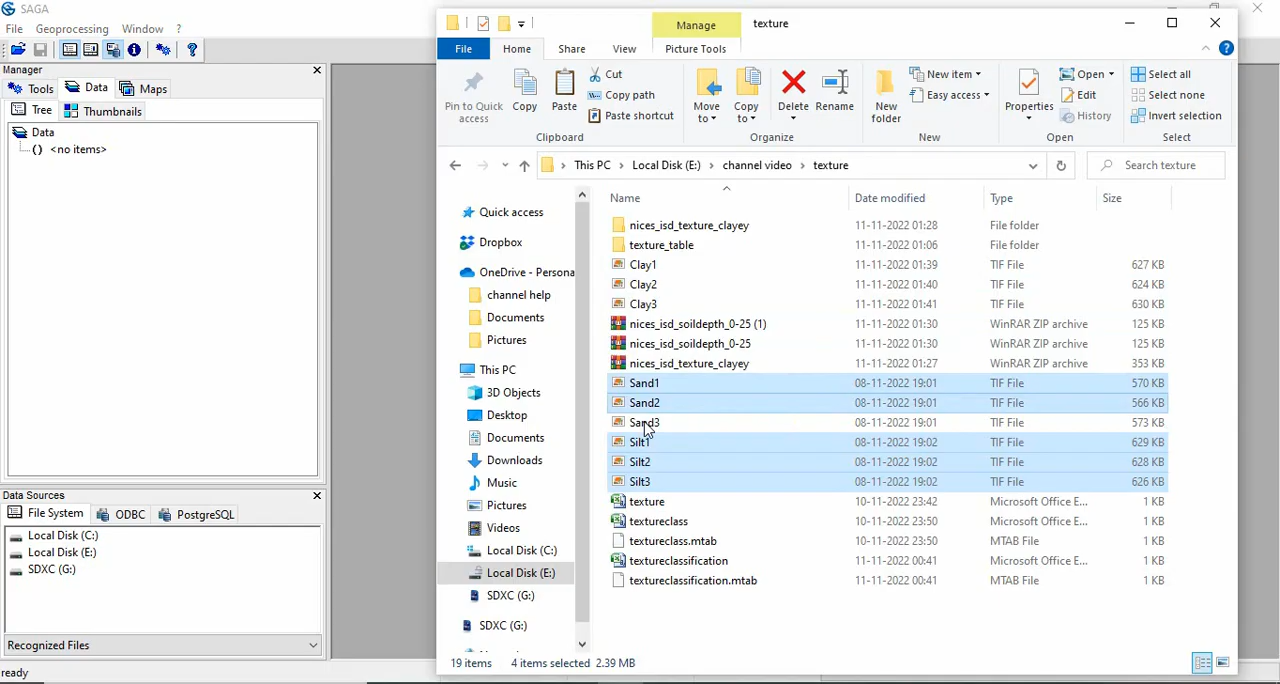 SAGA
File Geoprocessing Window ?
Manager
Tools Data Maps
Tree Thumbnails
Data
<no items>
Data Sources
File System ODBC PostgreSQL
Local Disk (C:)
Local Disk (E:)
SDXC (G:)
Recognized Files
ready
Manage texture
File Home Share View Picture Tools
Pin to Quick access
Copy
Paste
Cut
Copy path
Paste shortcut
Clipboard
Move to
Copy to
Delete
Rename
Organize
New folder
New item
Easy access
New
Properties
Open
Edit
History
Open
Select all
Select none
Invert selection
Select
This PC > Local Disk (E:) > channel video > texture
Search texture
Quick access
Dropbox
OneDrive - Persona
channel help
Documents
Pictures
This PC
3D Objects
Desktop
Documents
Downloads
Music
Pictures
Videos
Local Disk (C:)
Local Disk (E:)
SDXC (G:)
SDXC (G:)
Name Date modified Type Size
nices_isd_texture_clayey 11-11-2022 01:28 File folder
texture_table 11-11-2022 01:06 File folder
Clay1 11-11-2022 01:39 TIF File 627 KB
Clay2 11-11-2022 01:40 TIF File 624 KB
Clay3 11-11-2022 01:41 TIF File 630 KB
nices_isd_soildepth_0-25 (1) 11-11-2022 01:30 WinRAR ZIP archive 125 KB
nices_isd_soildepth_0-25 11-11-2022 01:30 WinRAR ZIP archive 125 KB
nices_isd_texture_clayey 11-11-2022 01:27 WinRAR ZIP archive 353 KB
Sand1 08-11-2022 19:01 TIF File 570 KB
Sand2 08-11-2022 19:01 TIF File 566 KB
Sand3 08-11-2022 19:01 TIF File 573 KB
Silt1 08-11-2022 19:02 TIF File 629 KB
Silt2 08-11-2022 19:02 TIF File 628 KB
Silt3 08-11-2022 19:02 TIF File 626 KB
texture 10-11-2022 23:42 Microsoft Office E... 1 KB
textureclass 10-11-2022 23:50 Microsoft Office E... 1 KB
textureclass.mtab 10-11-2022 23:50 MTAB File 1 KB
textureclassification 11-11-2022 00:41 Microsoft Office E... 1 KB
textureclassification.mtab 11-11-2022 00:41 MTAB File 1 KB
19 items 4 items selected 2.39 MB